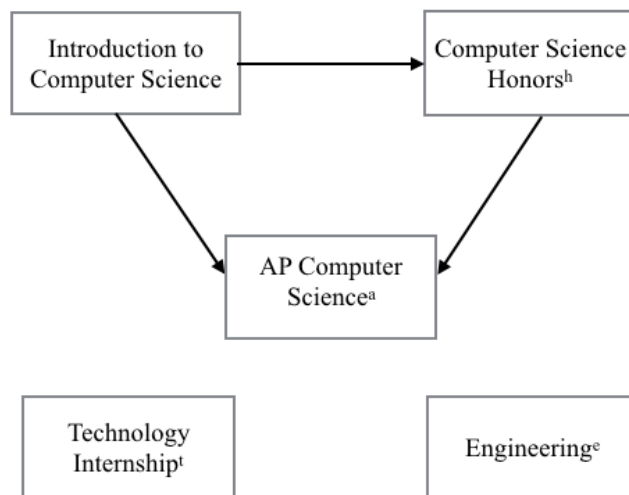 Introduction to
Computer Science
Computer Science
Honorsʰ
AP Computer
Scienceᵃ
Technology
Internshipᵗ
Engineeringᵉ